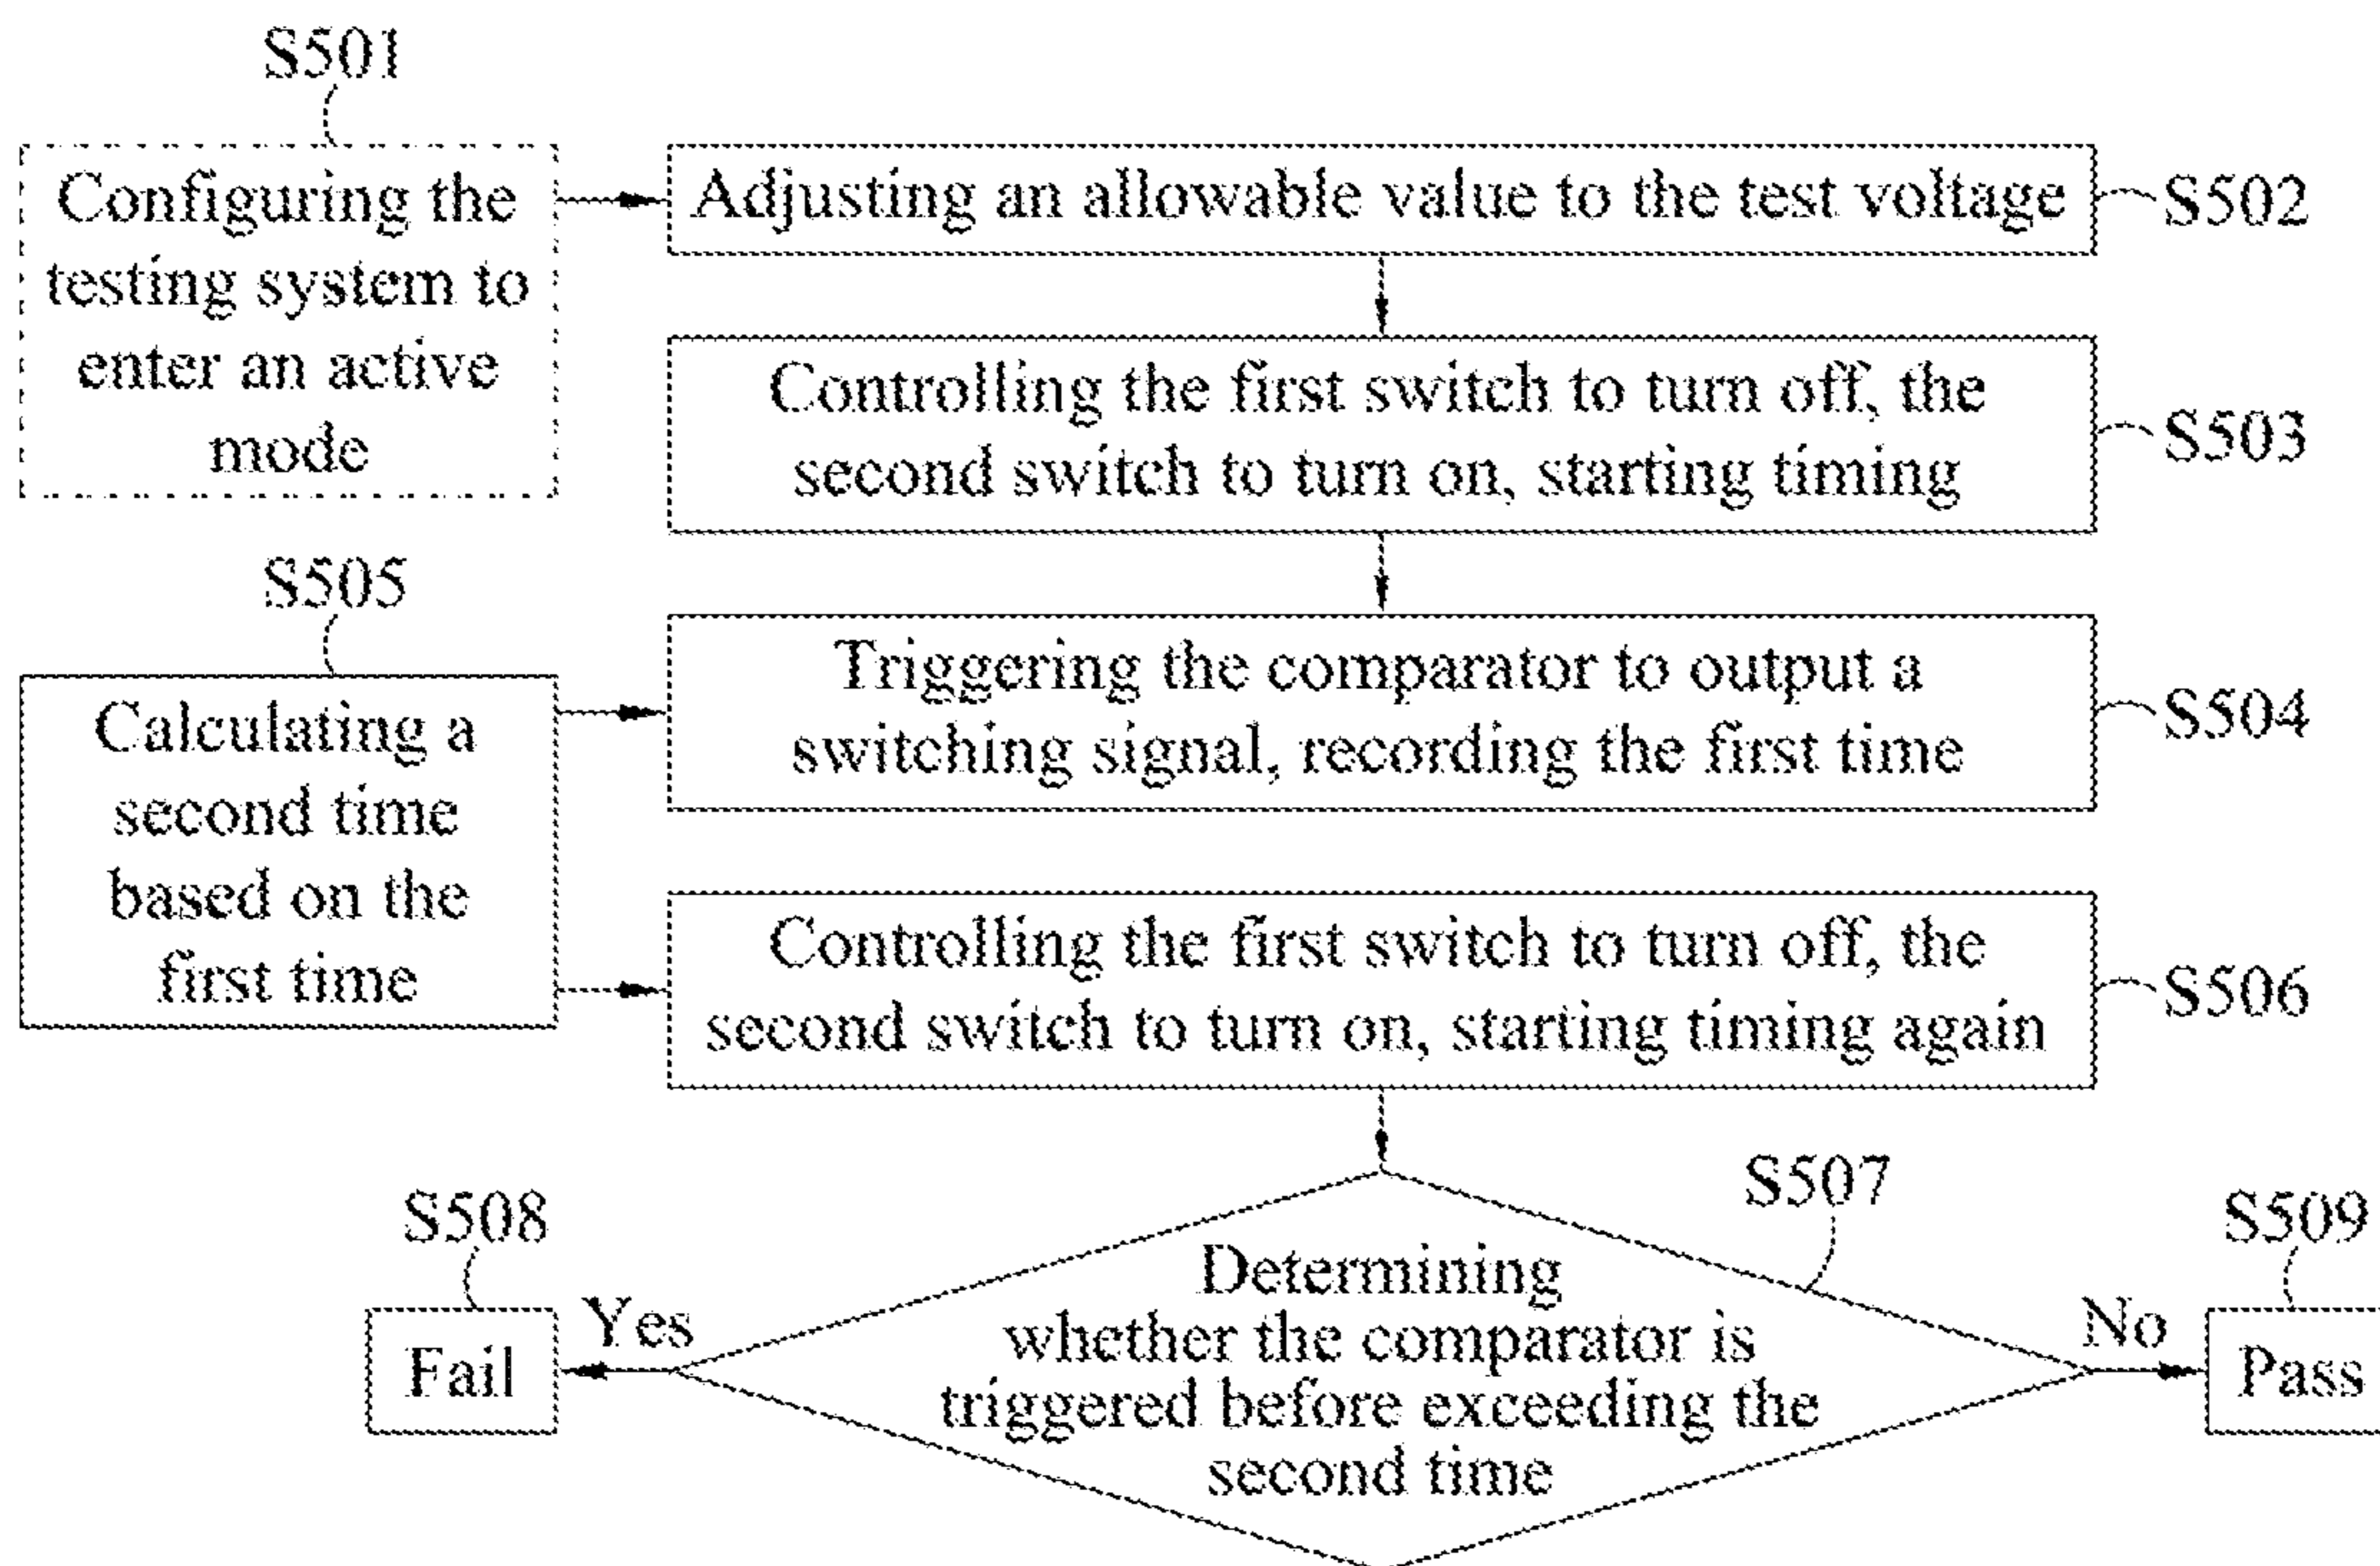 S501
Configuring the
testing system to
enter an active
mode
Adjusting an allowable value to the test voltage
S502
Controlling the first switch to turn off, the
second switch to turn on, starting timing
S503
S505
Calculating a
second time
based on the
first time
Triggering the comparator to output a
switching signal, recording the first time
S504
Controlling the first switch to turn off, the
second switch to turn on, starting timing again
S506
S507
Determining
whether the comparator is
triggered before exceeding the
second time
S508
Yes
Fail
S509
No
Pass